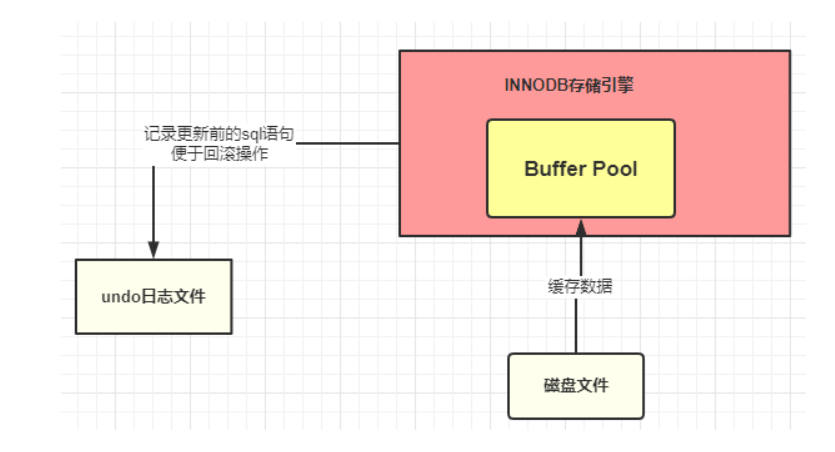 INNODB存储引擎
记录更新前的sql语句
便于回滚操作
Buffer Pool
undo日志文件
缓存数据
磁盘文件